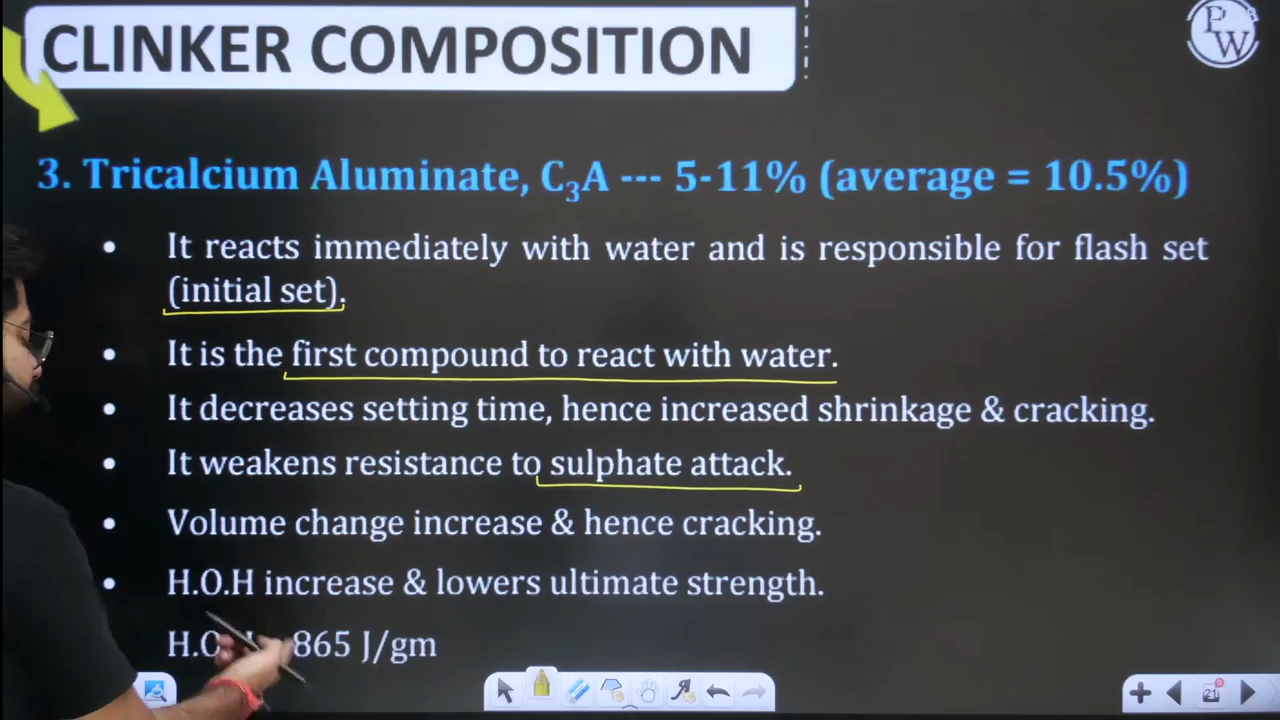 CLINKER COMPOSITION
PW
3. Tricalcium Aluminate, C₃A --- 5-11% (average = 10.5%)
• It reacts immediately with water and is responsible for flash set
(initial set).
• It is the first compound to react with water.
• It decreases setting time, hence increased shrinkage & cracking.
• It weakens resistance to sulphate attack.
• Volume change increase & hence cracking.
• H.O.H increase & lowers ultimate strength.
865 J/gm
21